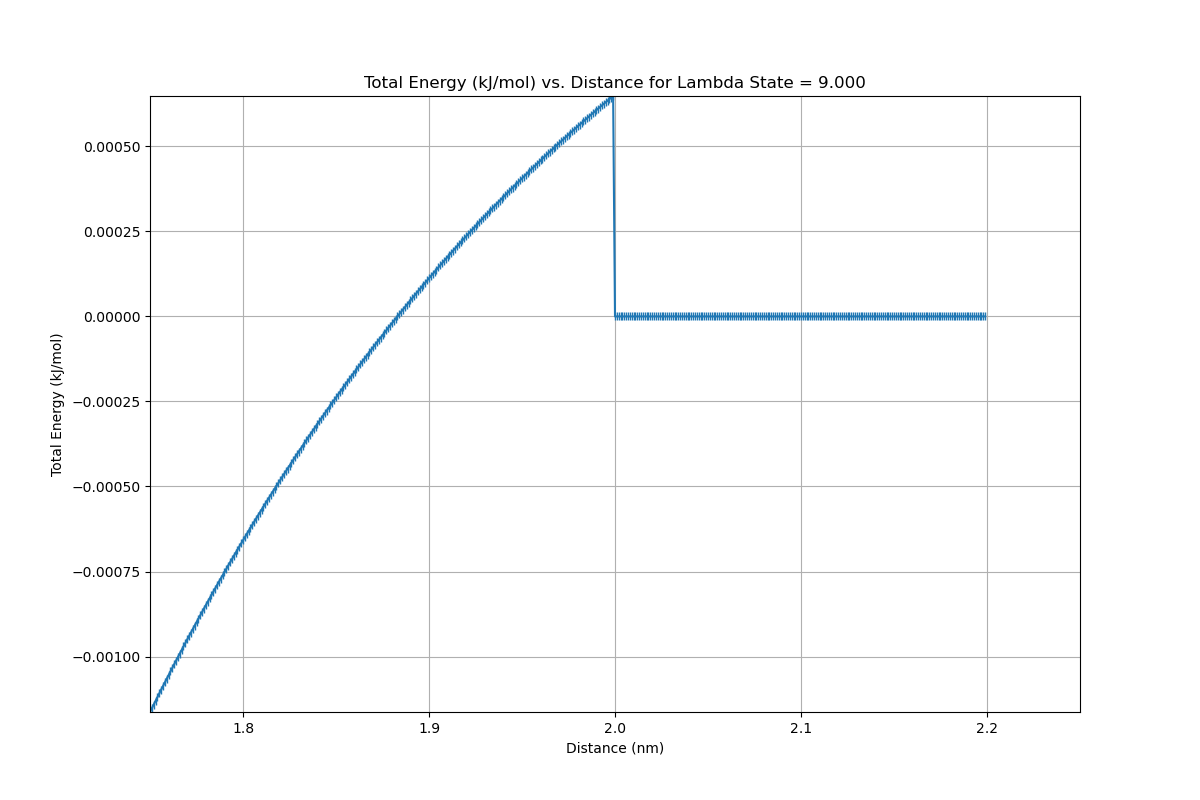 Total Energy (kJ/mol) vs. Distance for Lambda State = 9.000
0.00050
0.00025
0.00000
−0.00025
−0.00050
−0.00075
−0.00100
Total Energy (kJ/mol)
1.8 1.9 2.0 2.1 2.2
Distance (nm)